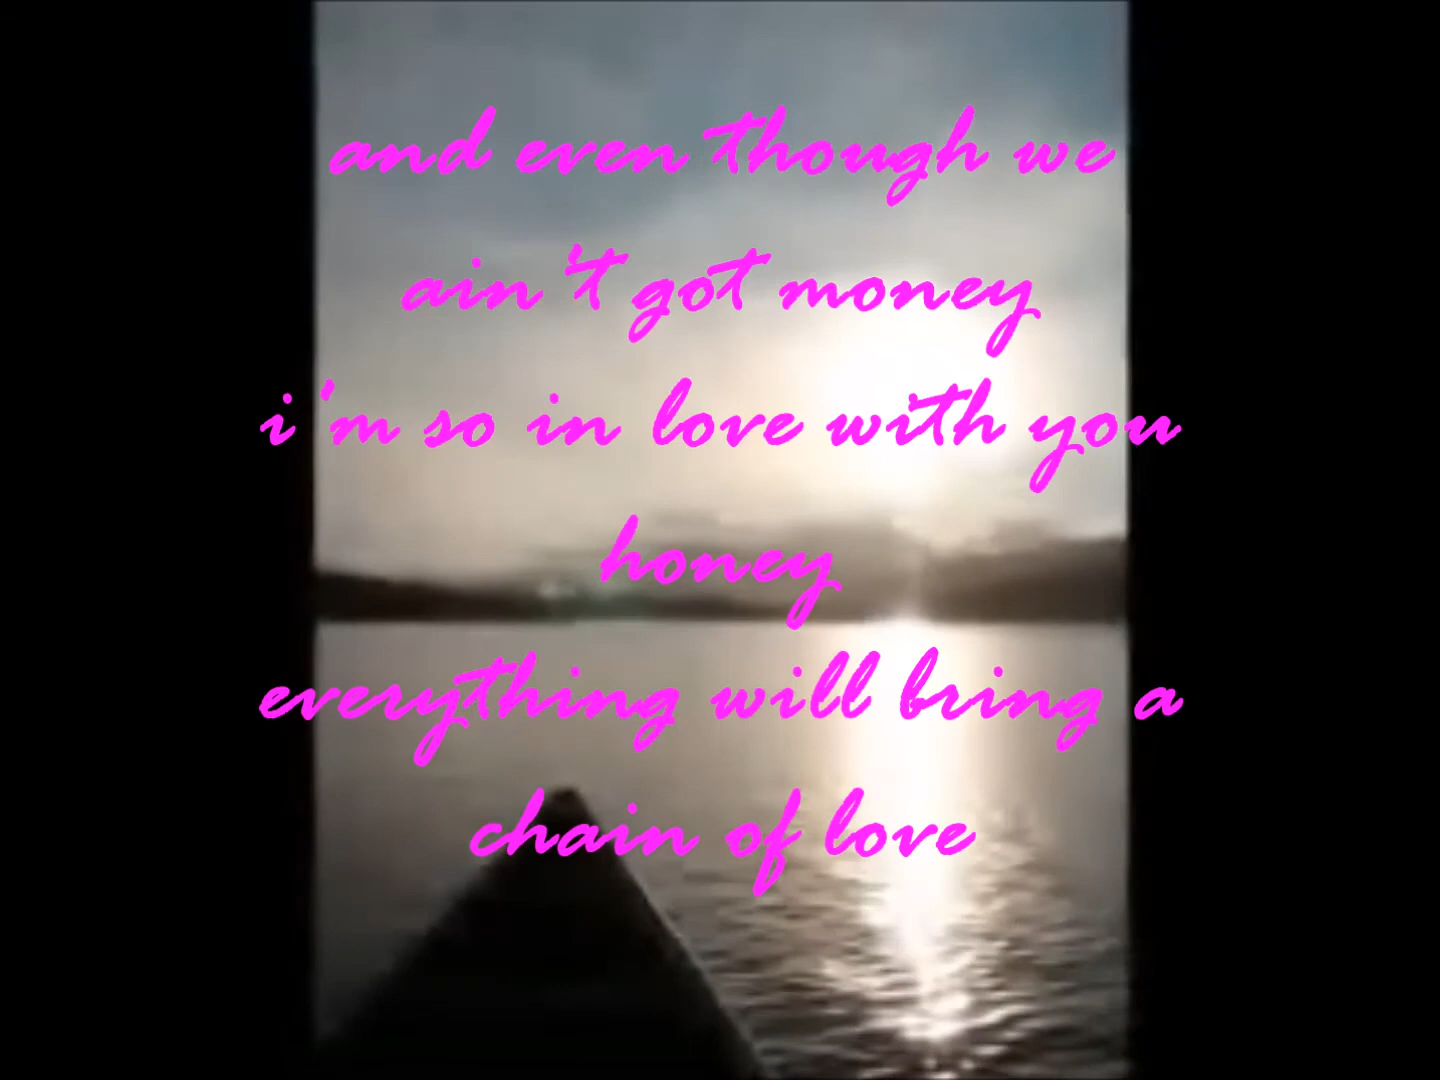 and even though we
ain't got money
i'm so in love with you
honey
everything will bring a
chain of love